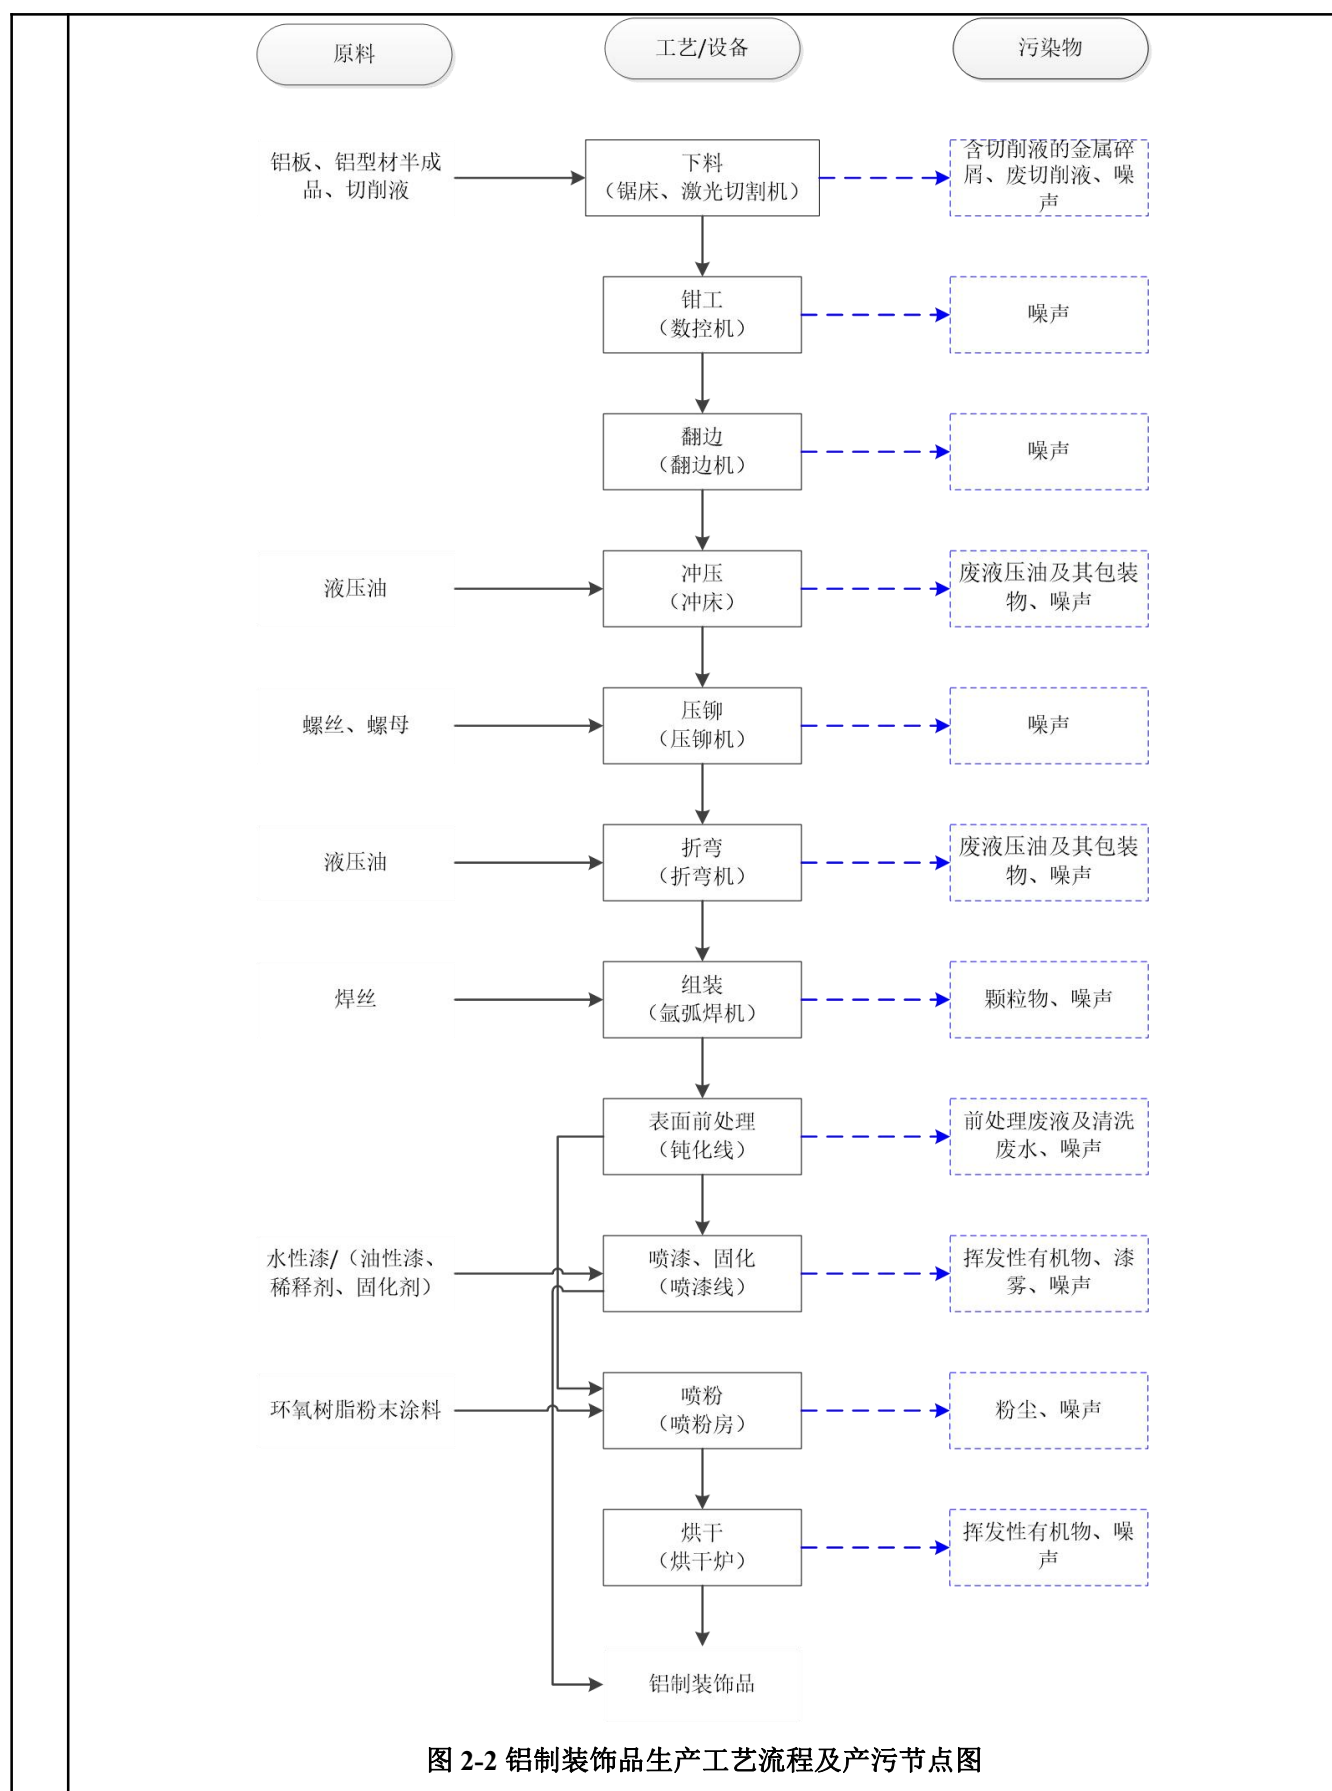 原料
工艺/设备
污染物
铝板、铝型材半成
品、切削液
下料
（锯床、激光切割机）
含切削液的金属碎
屑、废切削液、噪
声
钳工
（数控机）
噪声
翻边
（翻边机）
噪声
液压油
冲压
（冲床）
废液压油及其包装
物、噪声
螺丝、螺母
压铆
（压铆机）
噪声
液压油
折弯
（折弯机）
废液压油及其包装
物、噪声
焊丝
组装
（氩弧焊机）
颗粒物、噪声
表面前处理
（钝化线）
前处理废液及清洗
废水、噪声
水性漆/（油性漆、
稀释剂、固化剂）
喷漆、固化
（喷漆线）
挥发性有机物、漆
雾、噪声
环氧树脂粉末涂料
喷粉
（喷粉房）
粉尘、噪声
烘干
（烘干炉）
挥发性有机物、噪
声
铝制装饰品
图 2-2 铝制装饰品生产工艺流程及产污节点图